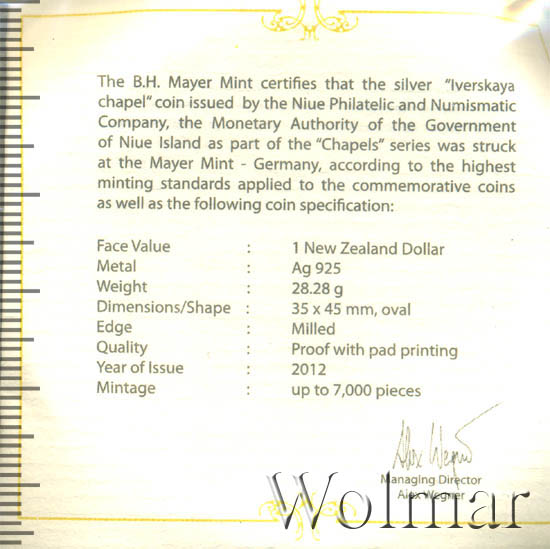 The B.H. Mayer Mint certifies that the silver "Iverskaya
chapel" coin issued by the Niue Philatelic and Numismatic
Company, the Monetary Authority of the Government
of Niue Island as part of the "Chapels" series was struck
at the Mayer Mint - Germany, according to the highest
minting standards applied to the commemorative coins
as well as the following coin specification:
Face Value : 1 New Zealand Dollar
Metal : Ag 925
Weight : 28.28 g
Dimensions/Shape : 35 x 45 mm, oval
Edge : Milled
Quality : Proof with pad printing
Year of Issue : 2012
Mintage : up to 7,000 pieces
Alex Wegner
Managing Director
Alex Wegner
Wolmar